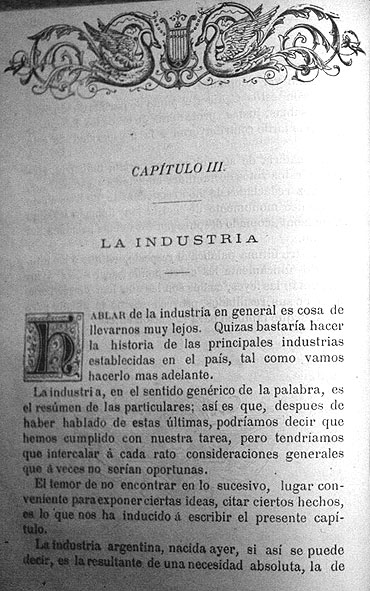 CAPÍTULO III.
LA INDUSTRIA
HABLAR de la industria en general es cosa de
llevarnos muy lejos. Quizas bastaría hacer
la historia de las principales industrias
establecidas en el país, tal como vamos
hacerlo mas adelante.
La industria, en el sentido genérico de la palabra, es
el resúmen de las particulares; así es que, despues de
haber hablado de estas últimas, podríamos decir que
hemos cumplido con nuestra tarea, pero tendríamos
que intercalar á cada rato consideraciones generales
que á veces no serían oportunas.
El temor de no encontrar en lo sucesivo, lugar con-
veniente para exponer ciertas ideas, citar ciertos hechos,
es lo que nos ha inducido á escribir el presente capí-
tulo.
La industria argentina, nacida ayer, si así se puede
decir, es la resultante de una necesidad absoluta, la de